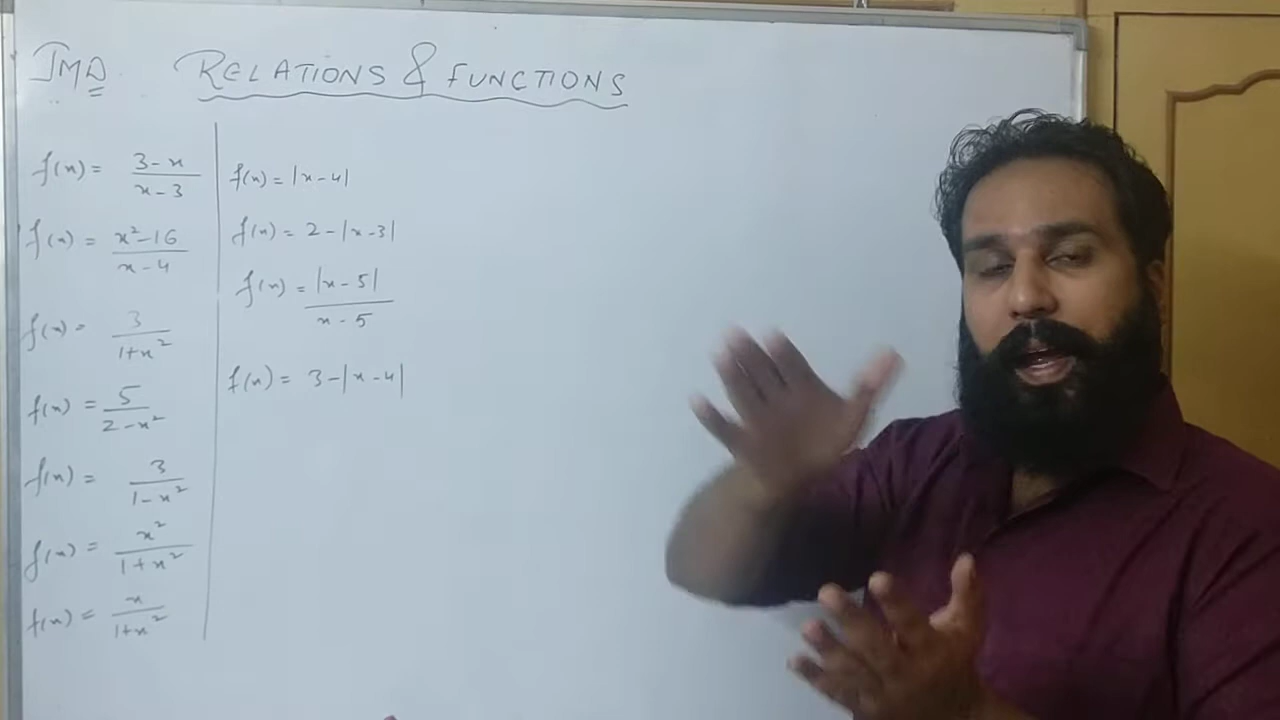 JMD RELATIONS & FUNCTIONS
f(x) = 3-x / x-3
f(x) = x²-16 / x-4
f(x) = 3 / 1+x²
f(x) = 5 / 2-x²
f(x) = 3 / 1-x²
f(x) = x² / 1+x²
f(x) = x / 1+x²
f(x) = |x-4|
f(x) = 2-|x-3|
f(x) = |x-5| / x-5
f(x) = 3-|x-4|